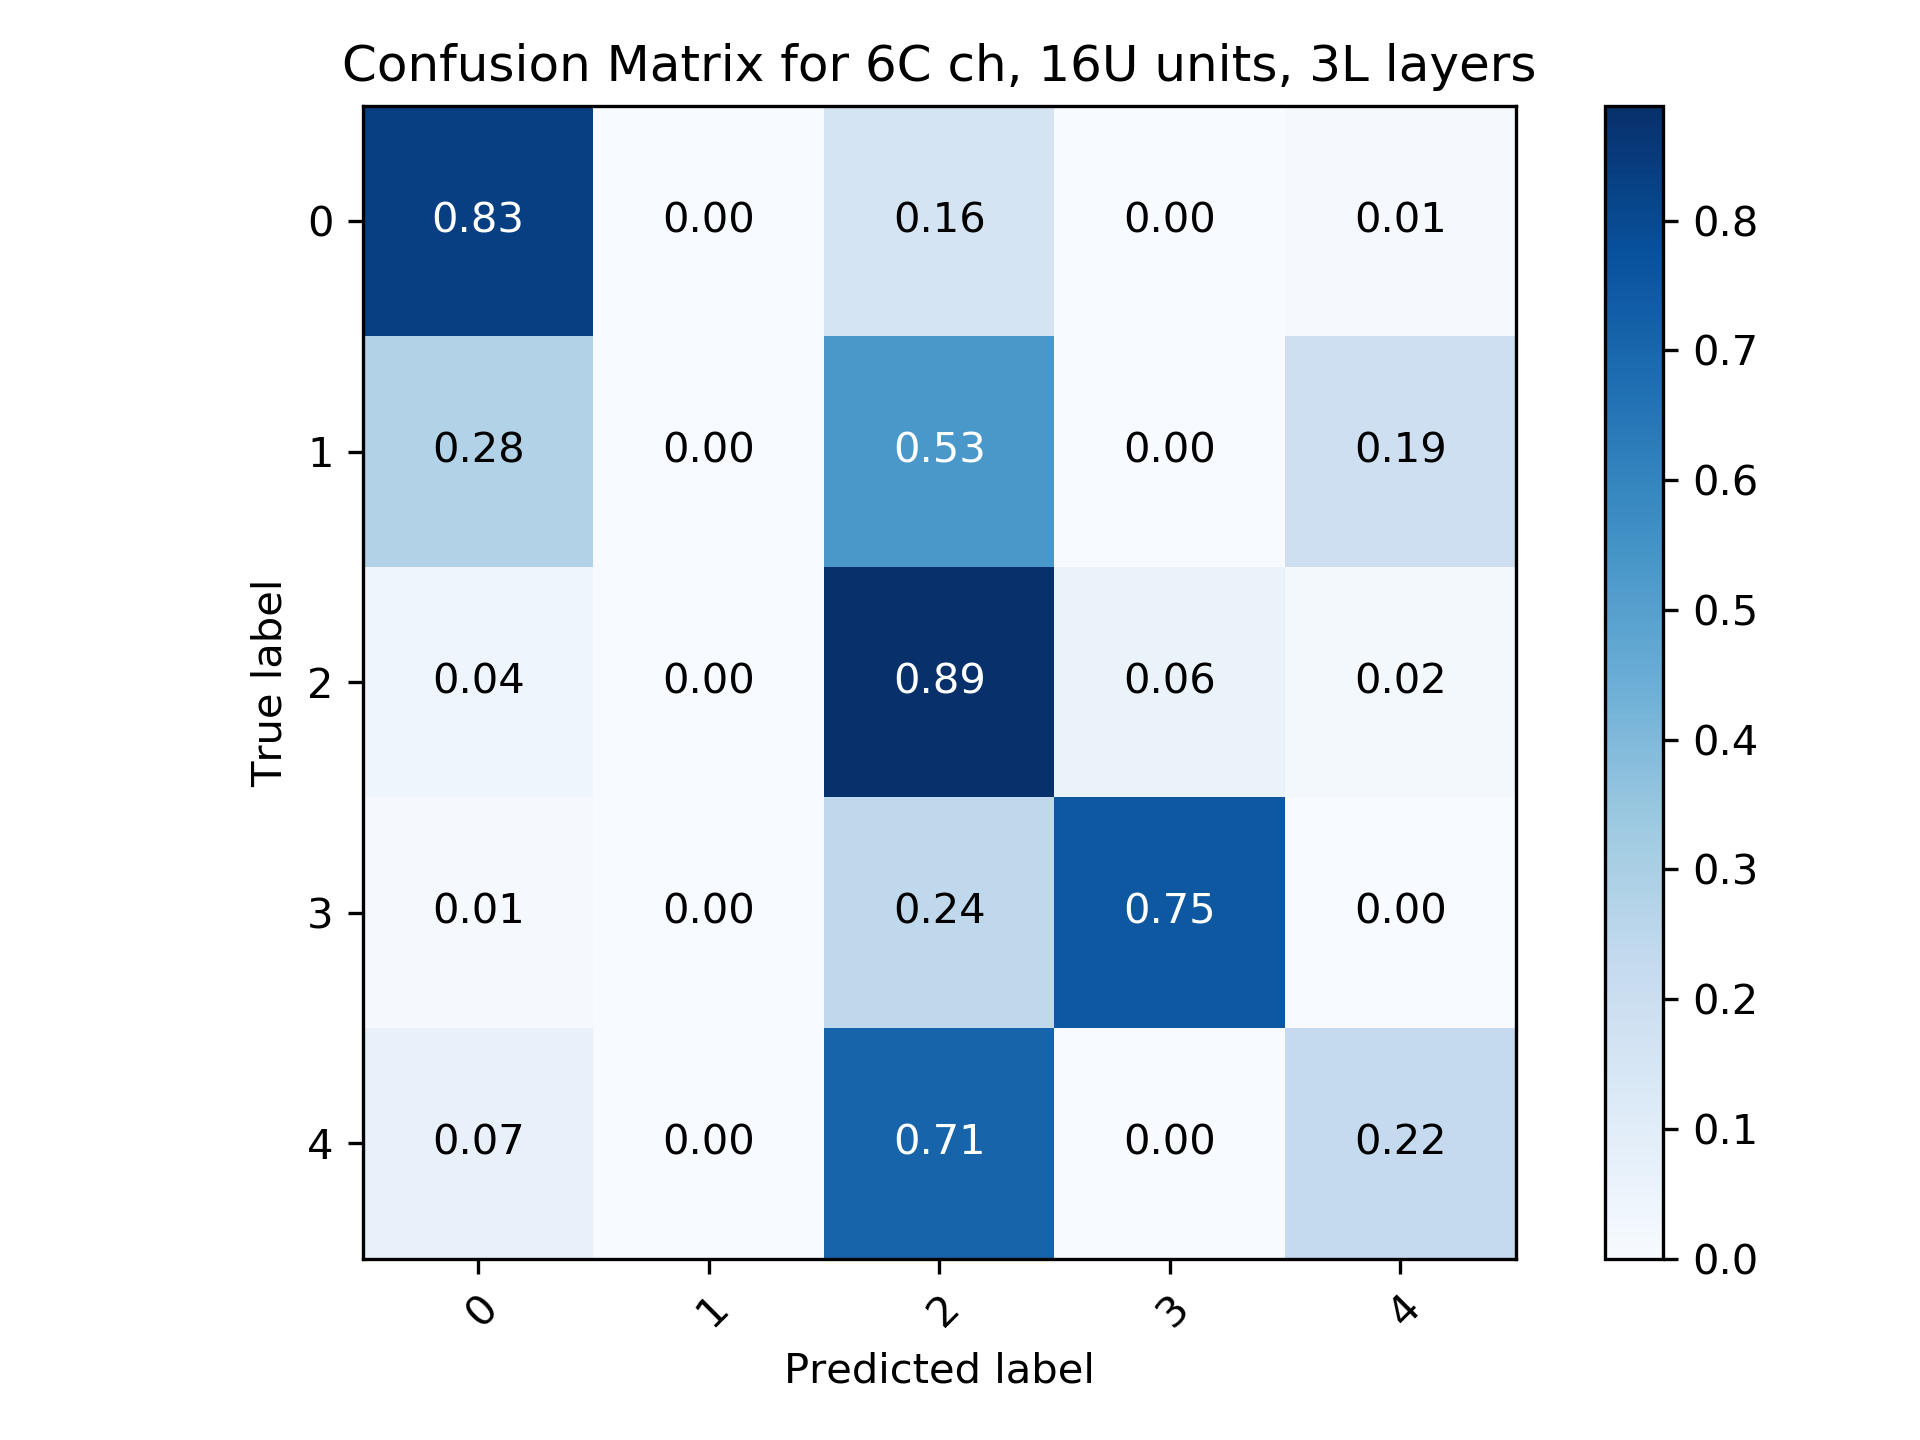 Confusion Matrix for 6C ch, 16U units, 3L layers
True label
0 0.83 0.00 0.16 0.00 0.01
1 0.28 0.00 0.53 0.00 0.19
2 0.04 0.00 0.89 0.06 0.02
3 0.01 0.00 0.24 0.75 0.00
4 0.07 0.00 0.71 0.00 0.22
0 1 2 3 4
Predicted label
0.8
0.7
0.6
0.5
0.4
0.3
0.2
0.1
0.0